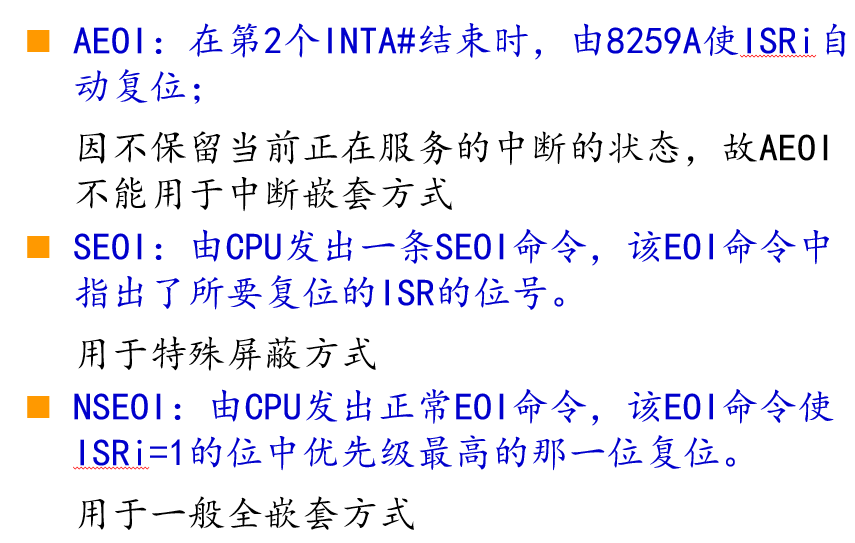 AEOI：在第2个INTA#结束时，由8259A使ISRi自
动复位；
因不保留当前正在服务的中断的状态，故AEOI
不能用于中断嵌套方式
SEOI：由CPU发出一条SEOI命令，该EOI命令中
指出了所要复位的ISR的位号。
用于特殊屏蔽方式
NSEOI：由CPU发出正常EOI命令，该EOI命令使
ISRi=1的位中优先级最高的那一位复位。
用于一般全嵌套方式